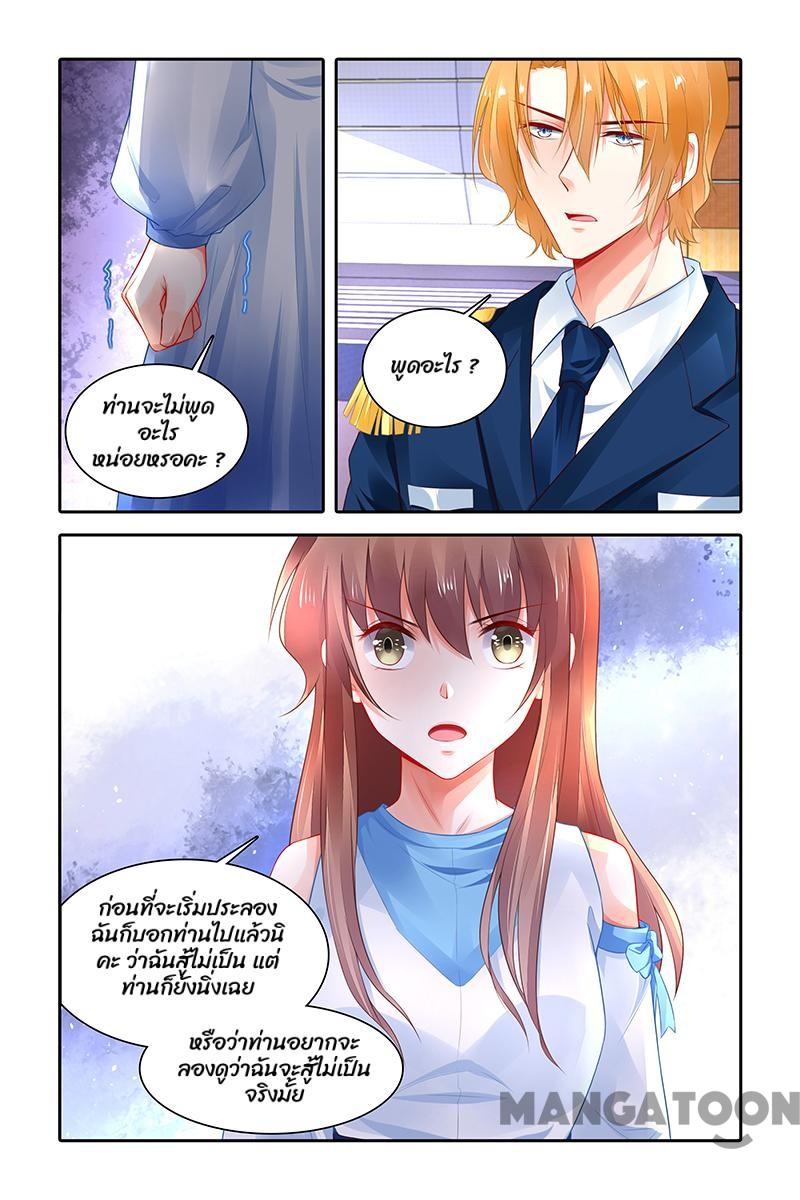 ท่านจะไม่พูด
อะไร
หน่อยหรอคะ ?
พูดอะไร ?
ก่อนที่จะเริ่มประลอง
ฉันก็บอกท่านไปแล้วนิ
คะ ว่าฉันสู้ไม่เป็น แต่
ท่านก็ยังนิ่งเฉย
หรือว่าท่านอยากจะ
ลองดูว่าฉันจะสู้ไม่เป็น
จริงมั้ย
MANGATOON